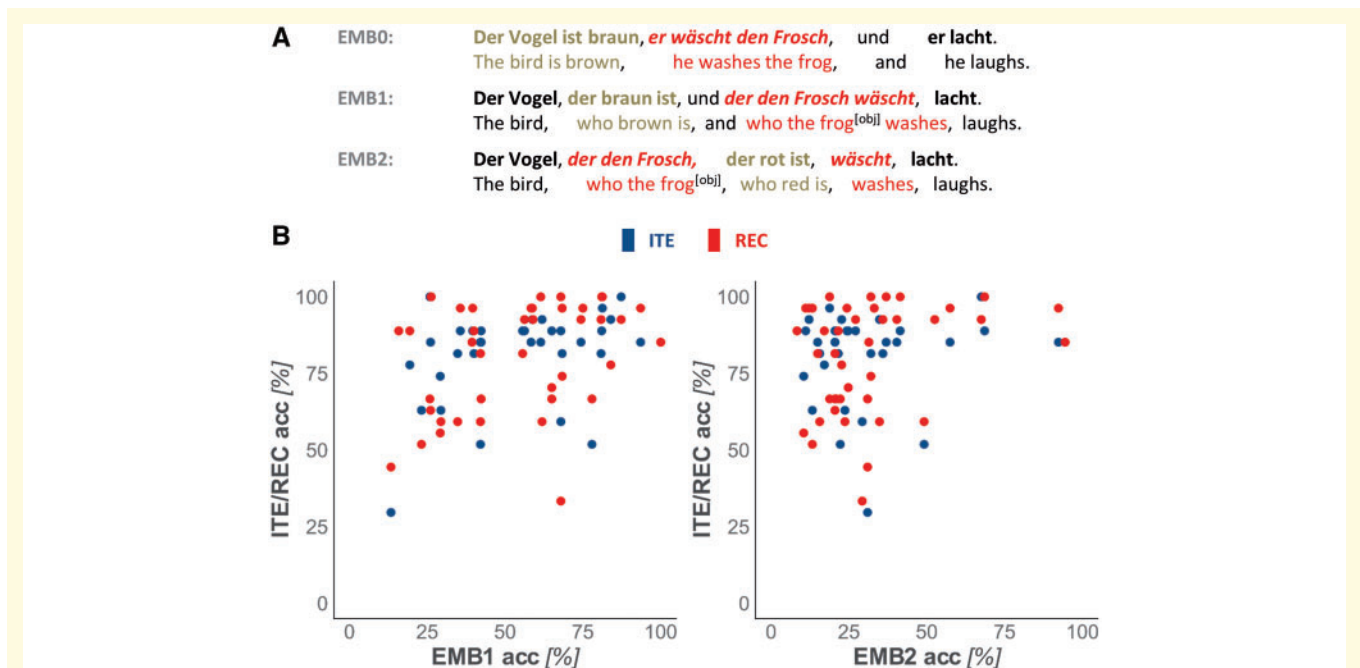 A
EMB0: Der Vogel ist braun, er wäscht den Frosch, und er lacht.
The bird is brown, he washes the frog, and he laughs.
EMB1: Der Vogel, der braun ist, und der den Frosch wäscht, lacht.
The bird, who brown is, and who the frog[obj] washes, laughs.
EMB2: Der Vogel, der den Frosch, der rot ist, wäscht, lacht.
The bird, who the frog[obj], who red is, washes, laughs.
B
ITE REC
ITE/REC acc [%]
100
75
50
25
0
0 25 50 75 100
EMB1 acc [%]
ITE/REC acc [%]
100
75
50
25
0
0 25 50 75 100
EMB2 acc [%]